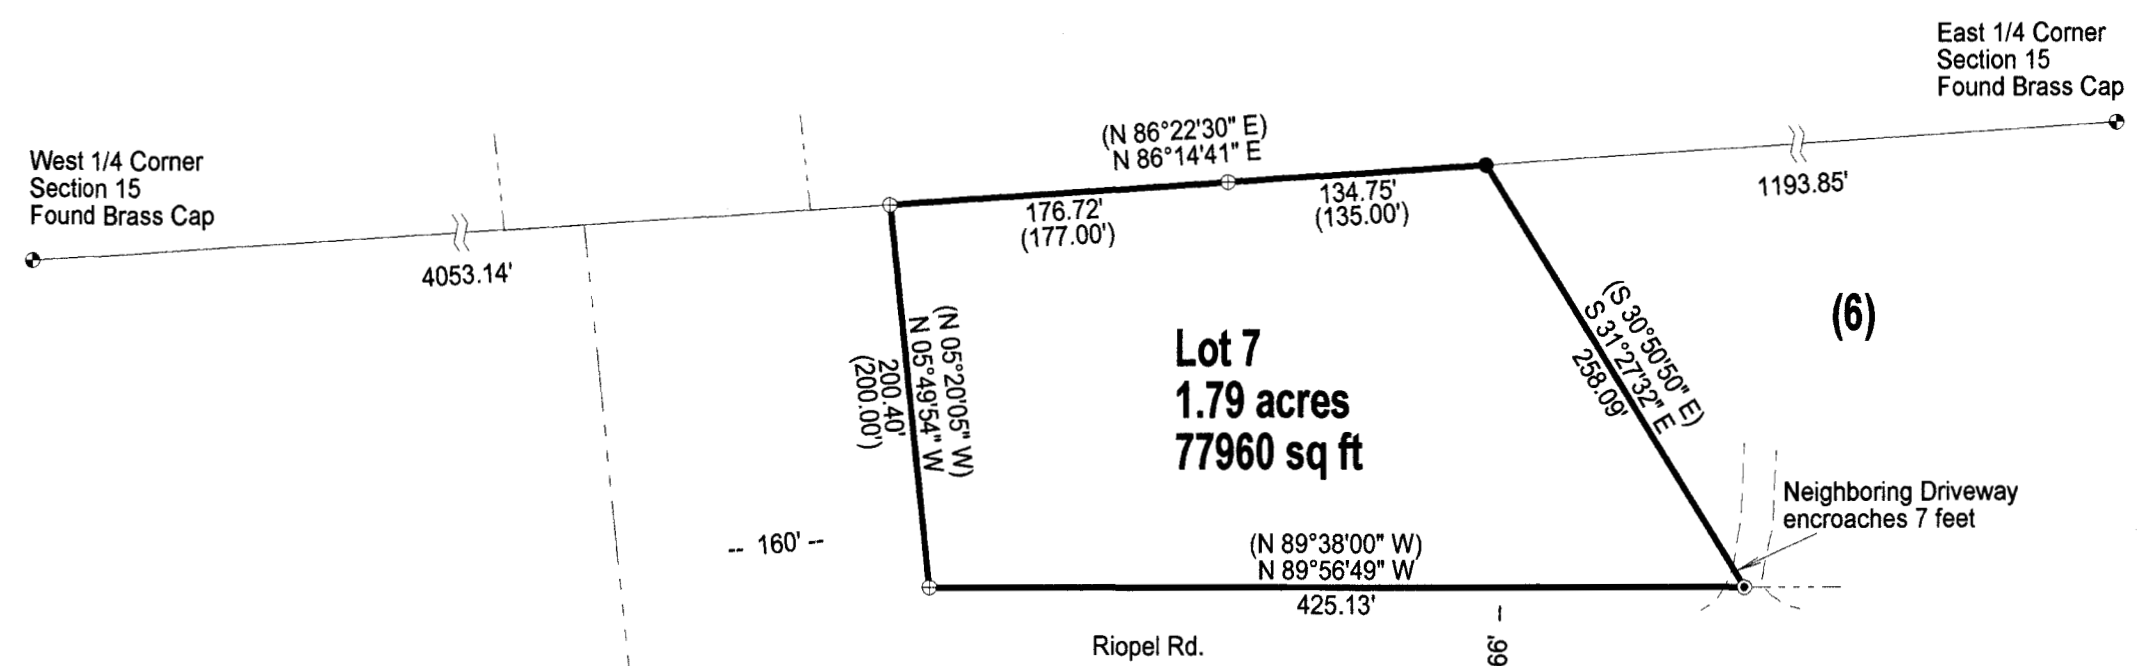 East 1/4 Corner
Section 15
Found Brass Cap
West 1/4 Corner
Section 15
Found Brass Cap
(N 86°22'30" E)
N 86°14'41" E
176.72'
(177.00')
134.75'
(135.00')
1193.85'
4053.14'
(N 05°20'05" W)
N 05°49'54" W
200.40'
(200.00')
Lot 7
1.79 acres
77960 sq ft
(S 30°50'50" E)
S 31°27'32" E
258.09'
(6)
Neighboring Driveway
encroaches 7 feet
-- 160' --
(N 89°38'00" W)
N 89°56'49" W
425.13'
Riopel Rd.
66'